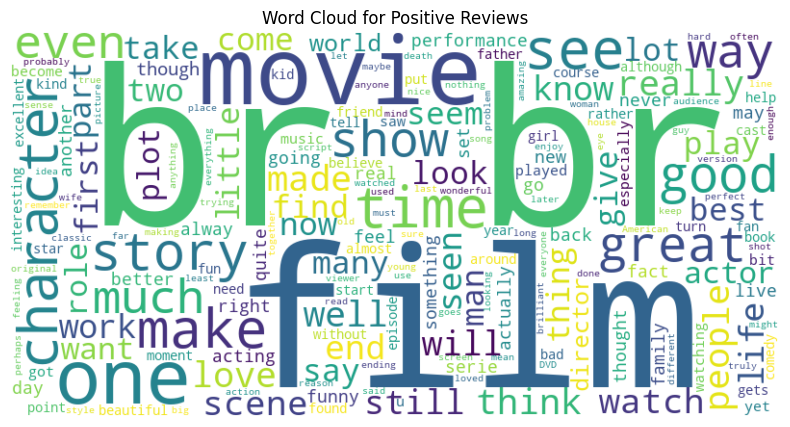 Word Cloud for Positive Reviews
probably
even
take
come
world
performance
father
see
lot
hard
often
way
become
though
kid
let
maybe
death
put
nothing
anyone
nice
amazing
course
although
true
kind
movie
know
really
line
sense
excellent
another
part
two
picture
place
friend
tell
saw
seem
mind
problem
woman
rather
never
audience
help
may
enough
br br
character
first
plot
anything
everything
little
music
script
show
set
song
girl
enjoy
new
played
house
eye
guy
cast
play
idea
interesting
going
believe
real
look
go
later
give
especially
version
good
wife
trying
made
find
watched
used
wonderful
last
time
must
perfect
best
remember
classic
star
far
story
making
alway
quite
together
now
old
sure
many
feel
almost
year
long
seen
American
keep
great
turn
fan
book
shot
original
role
better
fun
film
young
viewer
use
around
something
man
looking
everyone
actually
back
thing
done
fact
actor
bit
feeling
least
much
need
right
well
start
read
goes
episode
brilliant
live
perhaps
work
make
without
will
director
thought
family
different
people
life
might
want
moment
acting
end
ending
screen
mean
bad
DVD
watching
truly
comedy
got
day
one
love
say
reason
loved
serie
gets
yet
point
style
beautiful
big
scene
action
funny
found
said
u
still
think
watch